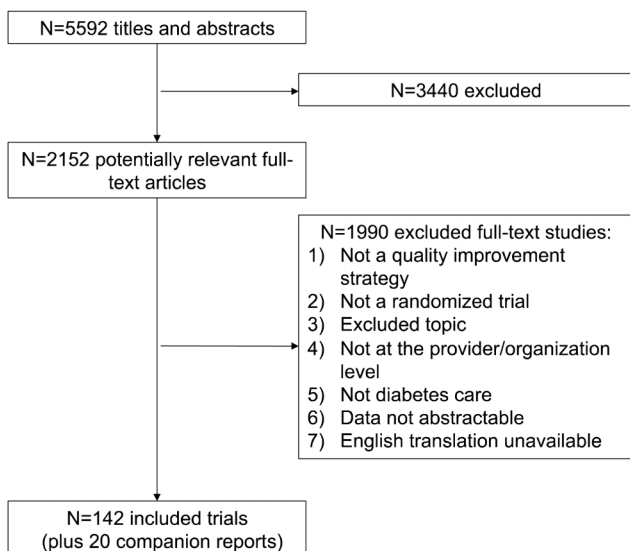 N=5592 titles and abstracts
N=3440 excluded
N=2152 potentially relevant full-
text articles
N=1990 excluded full-text studies:
1) Not a quality improvement
strategy
2) Not a randomized trial
3) Excluded topic
4) Not at the provider/organization
level
5) Not diabetes care
6) Data not abstractable
7) English translation unavailable
N=142 included trials
(plus 20 companion reports)